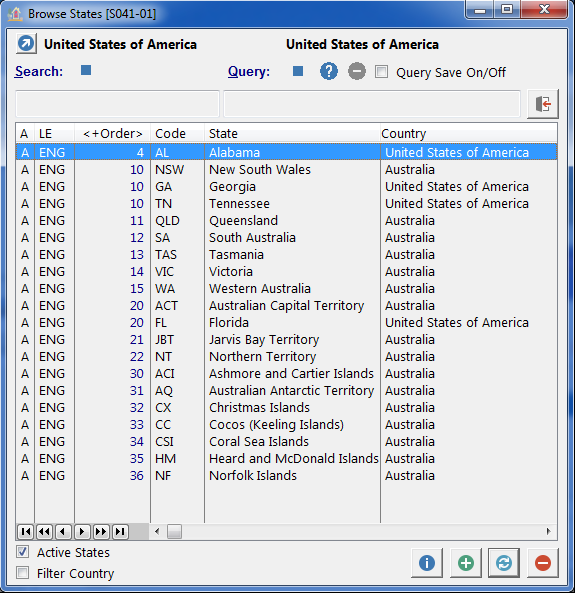 Browse States [S041-01]
United States of America United States of America
Search: Query: Query Save On/Off
A LE <+Order> Code State Country
A ENG 4 AL Alabama United States of America
A ENG 10 NSW New South Wales Australia
A ENG 10 GA Georgia United States of America
A ENG 10 TN Tennessee United States of America
A ENG 11 QLD Queensland Australia
A ENG 12 SA South Australia Australia
A ENG 13 TAS Tasmania Australia
A ENG 14 VIC Victoria Australia
A ENG 15 WA Western Australia Australia
A ENG 20 ACT Australian Capital Territory Australia
A ENG 20 FL Florida United States of America
A ENG 21 JBT Jarvis Bay Territory Australia
A ENG 22 NT Northern Territory Australia
A ENG 30 ACI Ashmore and Cartier Islands Australia
A ENG 31 AQ Australian Antarctic Territory Australia
A ENG 32 CX Christmas Islands Australia
A ENG 33 CC Cocos (Keeling Islands) Australia
A ENG 34 CSI Coral Sea Islands Australia
A ENG 35 HM Heard and McDonald Islands Australia
A ENG 36 NF Norfolk Islands Australia
Active States
Filter Country